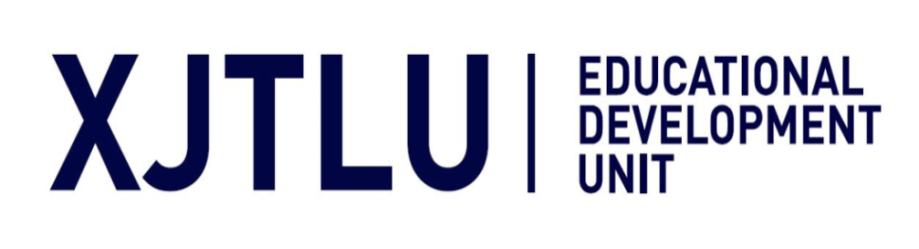 XJTLU
EDUCATIONAL
DEVELOPMENT
UNIT